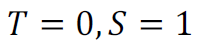 T = 0, S = 1